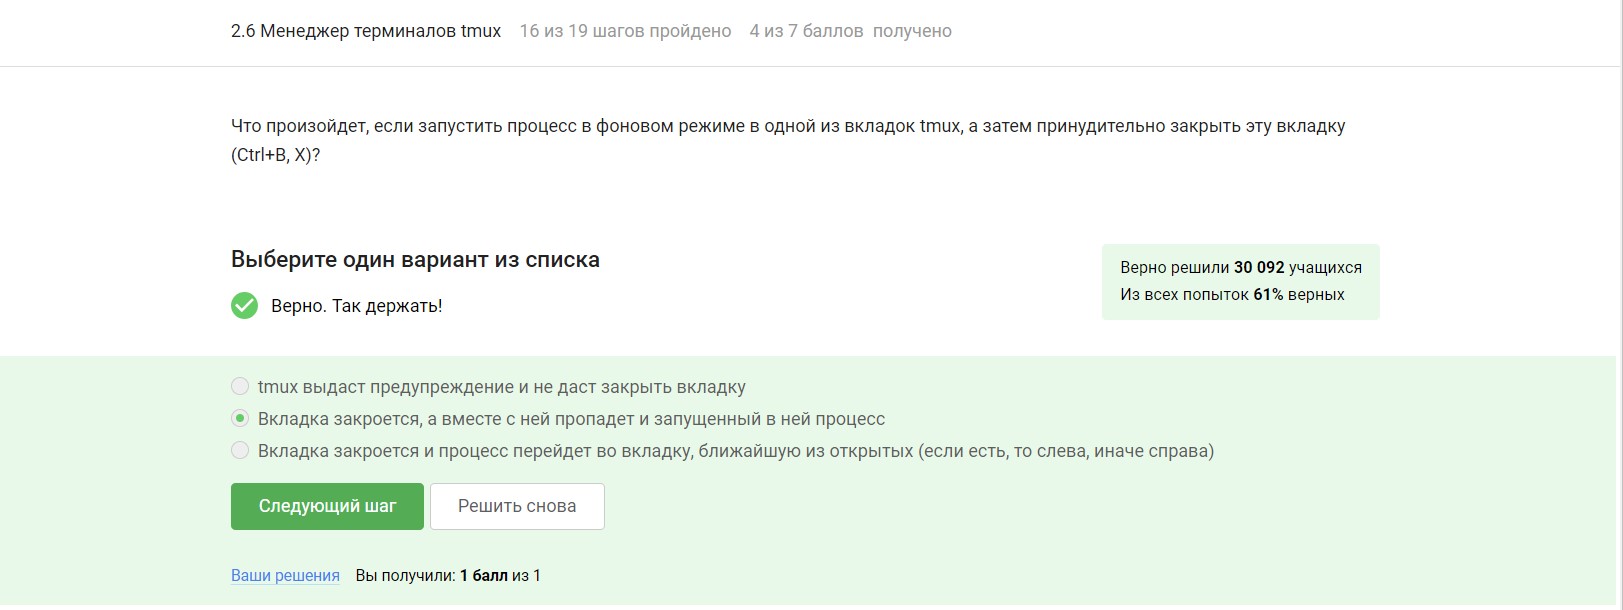 2.6 Менеджер терминалов tmux 16 из 19 шагов пройдено 4 из 7 баллов получено
Что произойдет, если запустить процесс в фоновом режиме в одной из вкладок tmux, а затем принудительно закрыть эту вкладку
(Ctrl+B, X)?
Выберите один вариант из списка
Верно. Так держать!
Верно решили 30 092 учащихся
Из всех попыток 61% верных
tmux выдаст предупреждение и не даст закрыть вкладку
Вкладка закроется, а вместе с ней пропадет и запущенный в ней процесс
Вкладка закроется и процесс перейдет во вкладку, ближайшую из открытых (если есть, то слева, иначе справа)
Следующий шаг Решить снова
Ваши решения Вы получили: 1 балл из 1